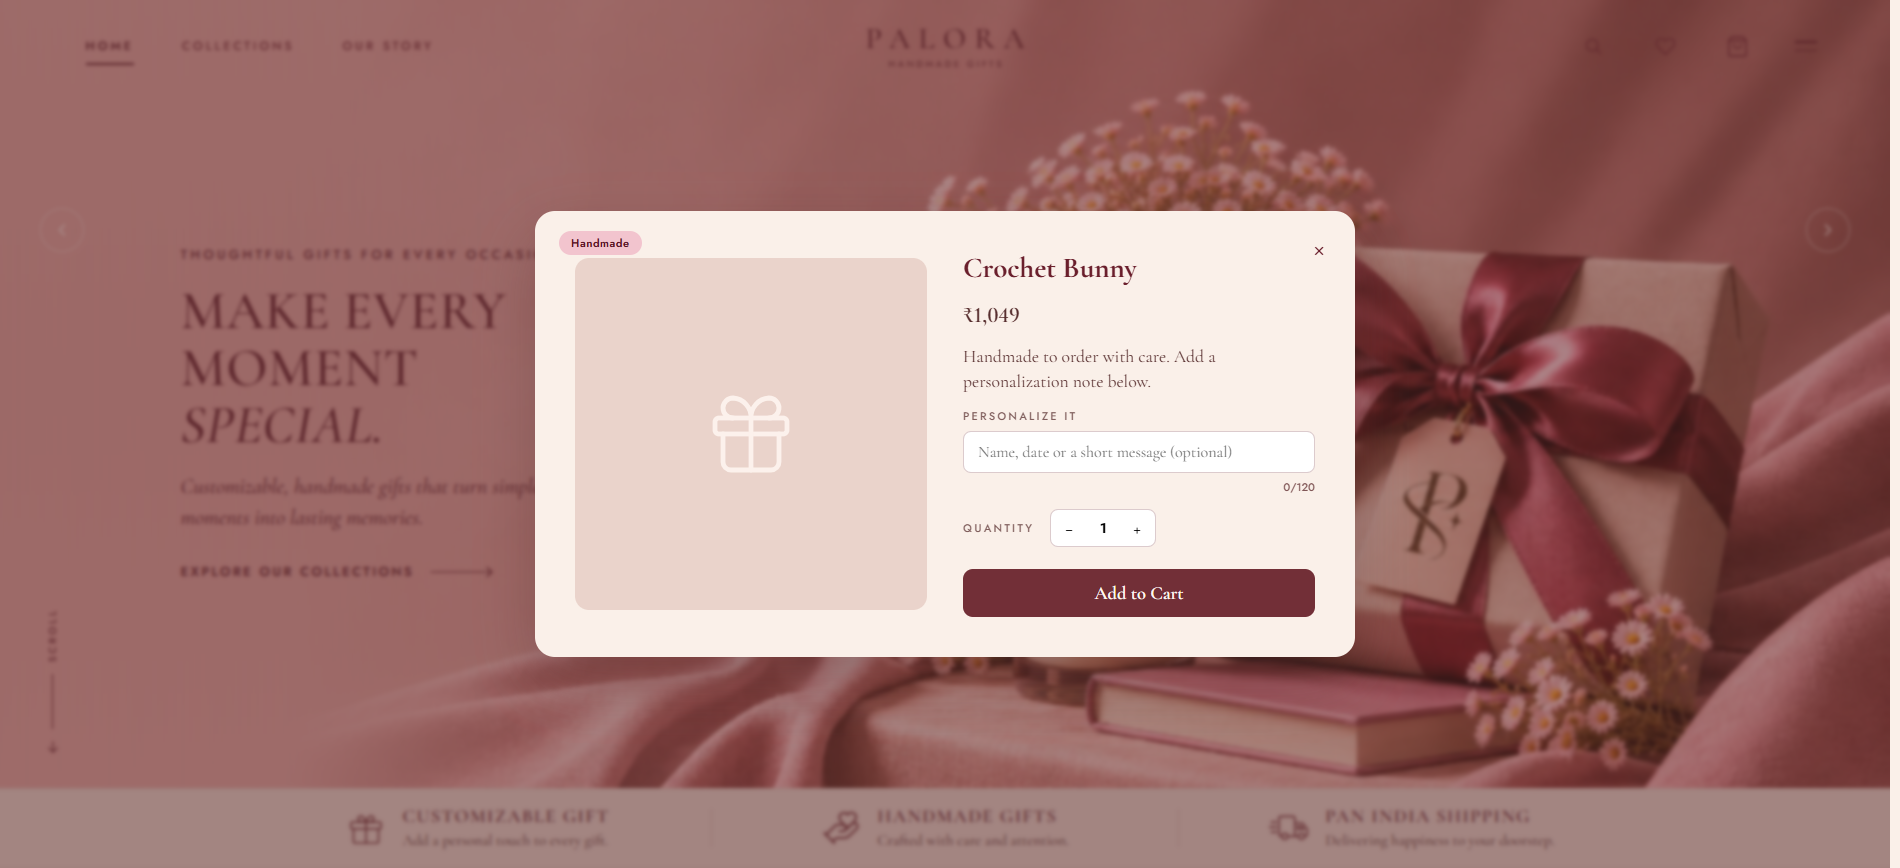 HOME
COLLECTIONS
OUR STORY
PALORA
HANDMADE GIFTS
THOUGHTFUL GIFTS FOR EVERY OCCASI
MAKE EVERY
MOMENT
SPECIAL.
Customizable, handmade gifts that turn simple
moments into lasting memories.
EXPLORE OUR COLLECTIONS
SCROLL
Handmade
×
Crochet Bunny
₹1,049
Handmade to order with care. Add a
personalization note below.
PERSONALIZE IT
Name, date or a short message (optional)
0/120
QUANTITY
– 1 +
Add to Cart
CUSTOMIZABLE GIFT
Add a personal touch to every gift.
HANDMADE GIFTS
Crafted with care and attention.
PAN INDIA SHIPPING
Delivering happiness to your doorstep.